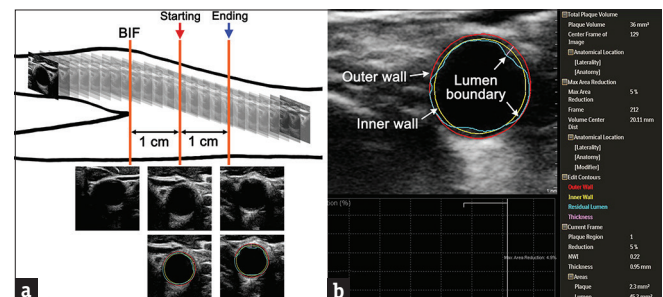 Starting
Ending
BIF
1 cm
1 cm
a
Outer wall
Lumen
boundary
Inner wall
Max Area Reduction: 4.9%
b
Total Plaque Volume
Plaque Volume
36 mm³
Center Frame of
Image
129
Anatomical Location
[Laterality]
[Anatomy]
Max Area Reduction
Max Area
Reduction
5 %
Frame
212
Volume Center
Dist
20.11 mm
Anatomical Location
[Laterality]
[Anatomy]
[Modifier]
Edit Contours
Outer Wall
Inner Wall
Residual Lumen
Thickness
Current Frame
Plaque Region
1
Reduction
5 %
NWI
0.22
Thickness
0.95 mm
Areas
Plaque
2.3 mm²